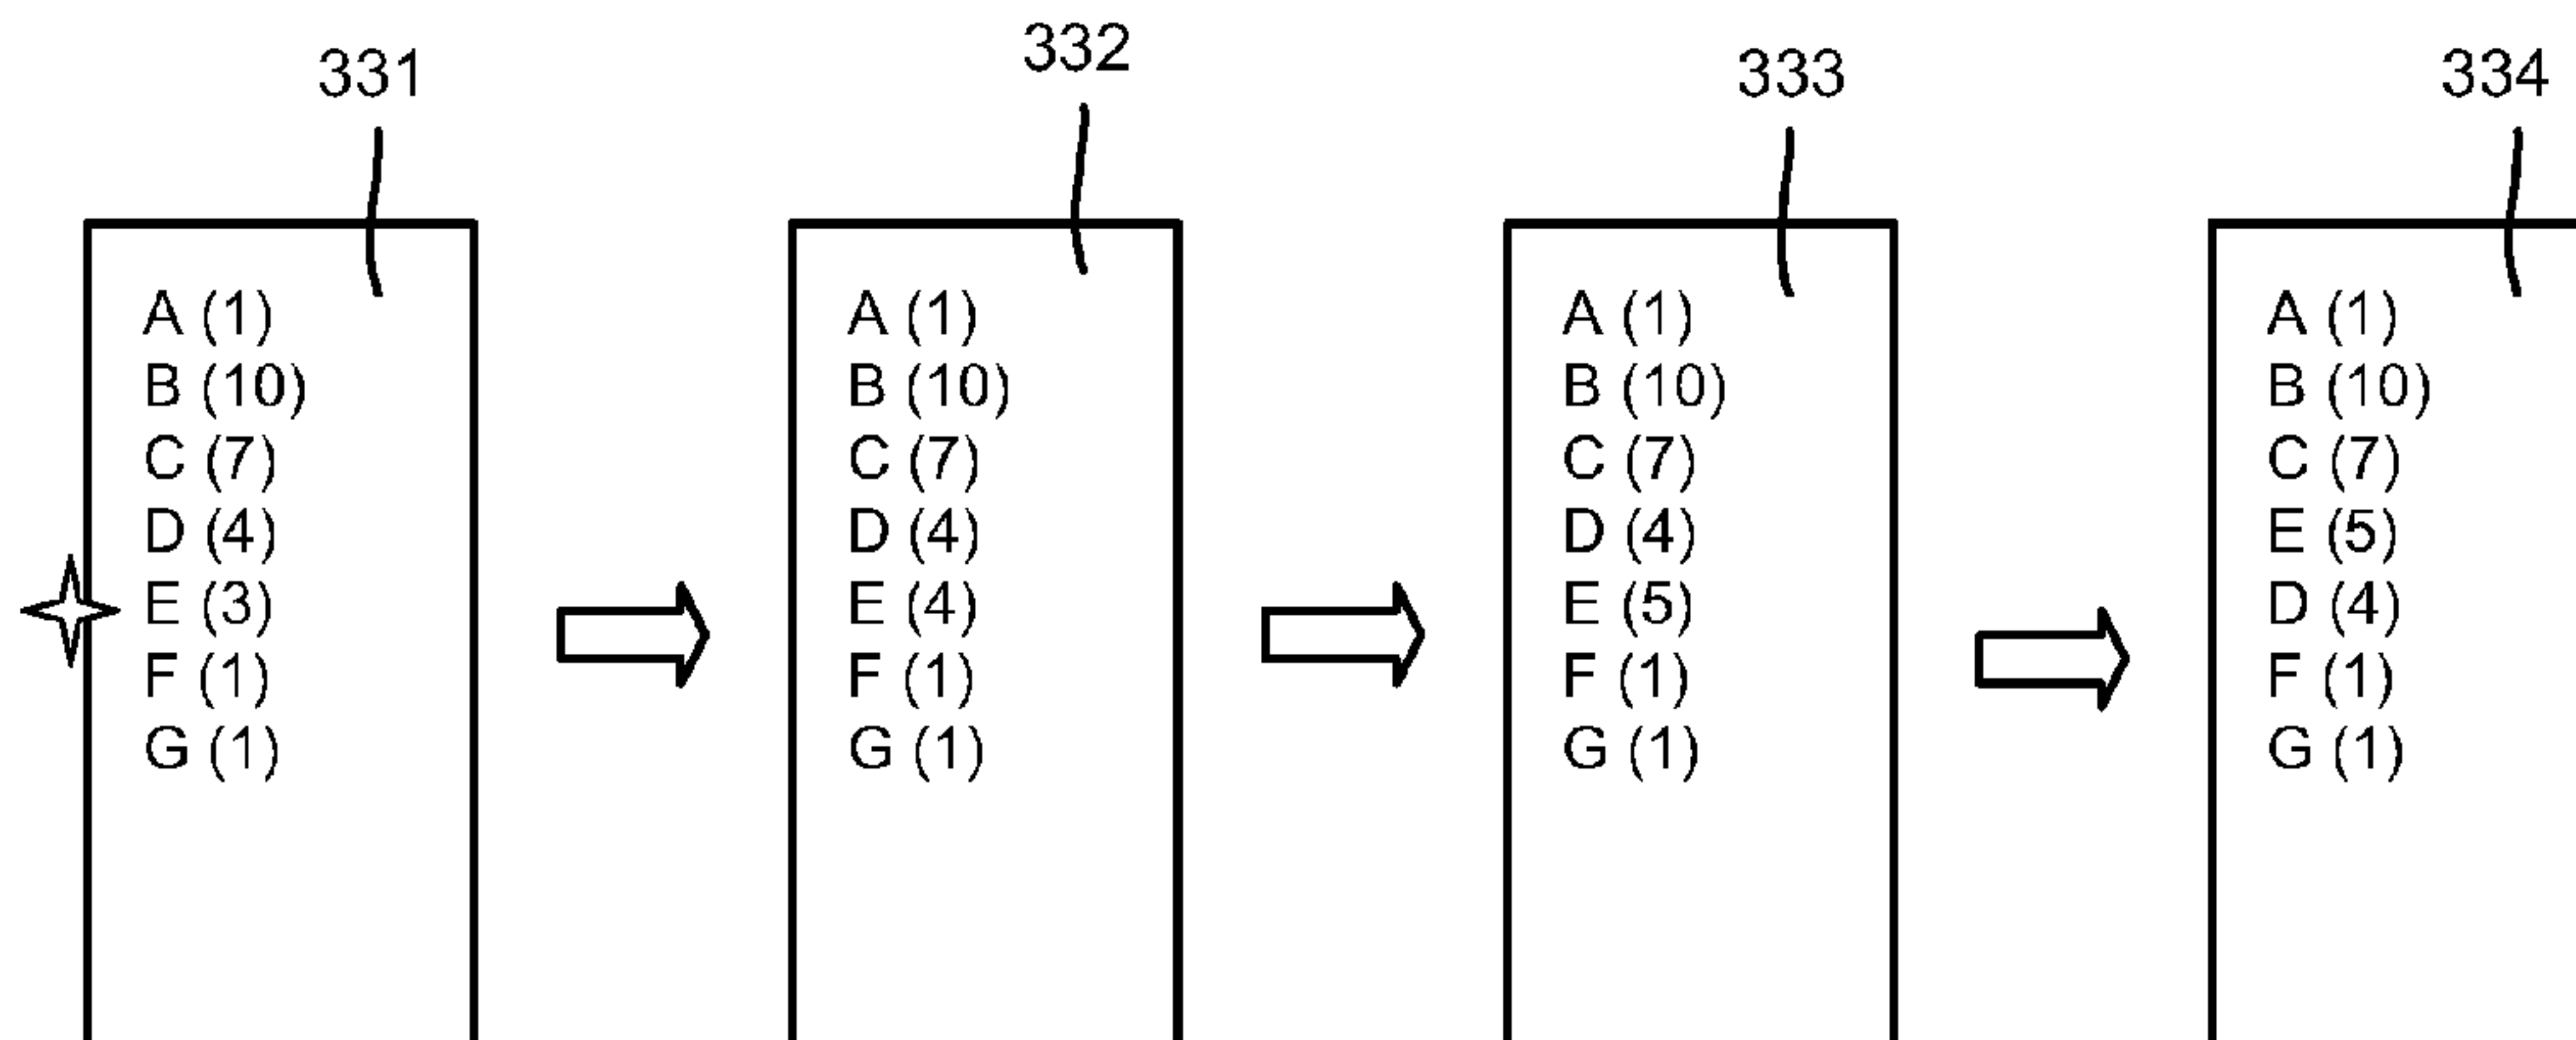 331
A (1)
B (10)
C (7)
D (4)
E (3)
F (1)
G (1)
332
A (1)
B (10)
C (7)
D (4)
E (4)
F (1)
G (1)
333
A (1)
B (10)
C (7)
D (4)
E (5)
F (1)
G (1)
334
A (1)
B (10)
C (7)
E (5)
D (4)
F (1)
G (1)